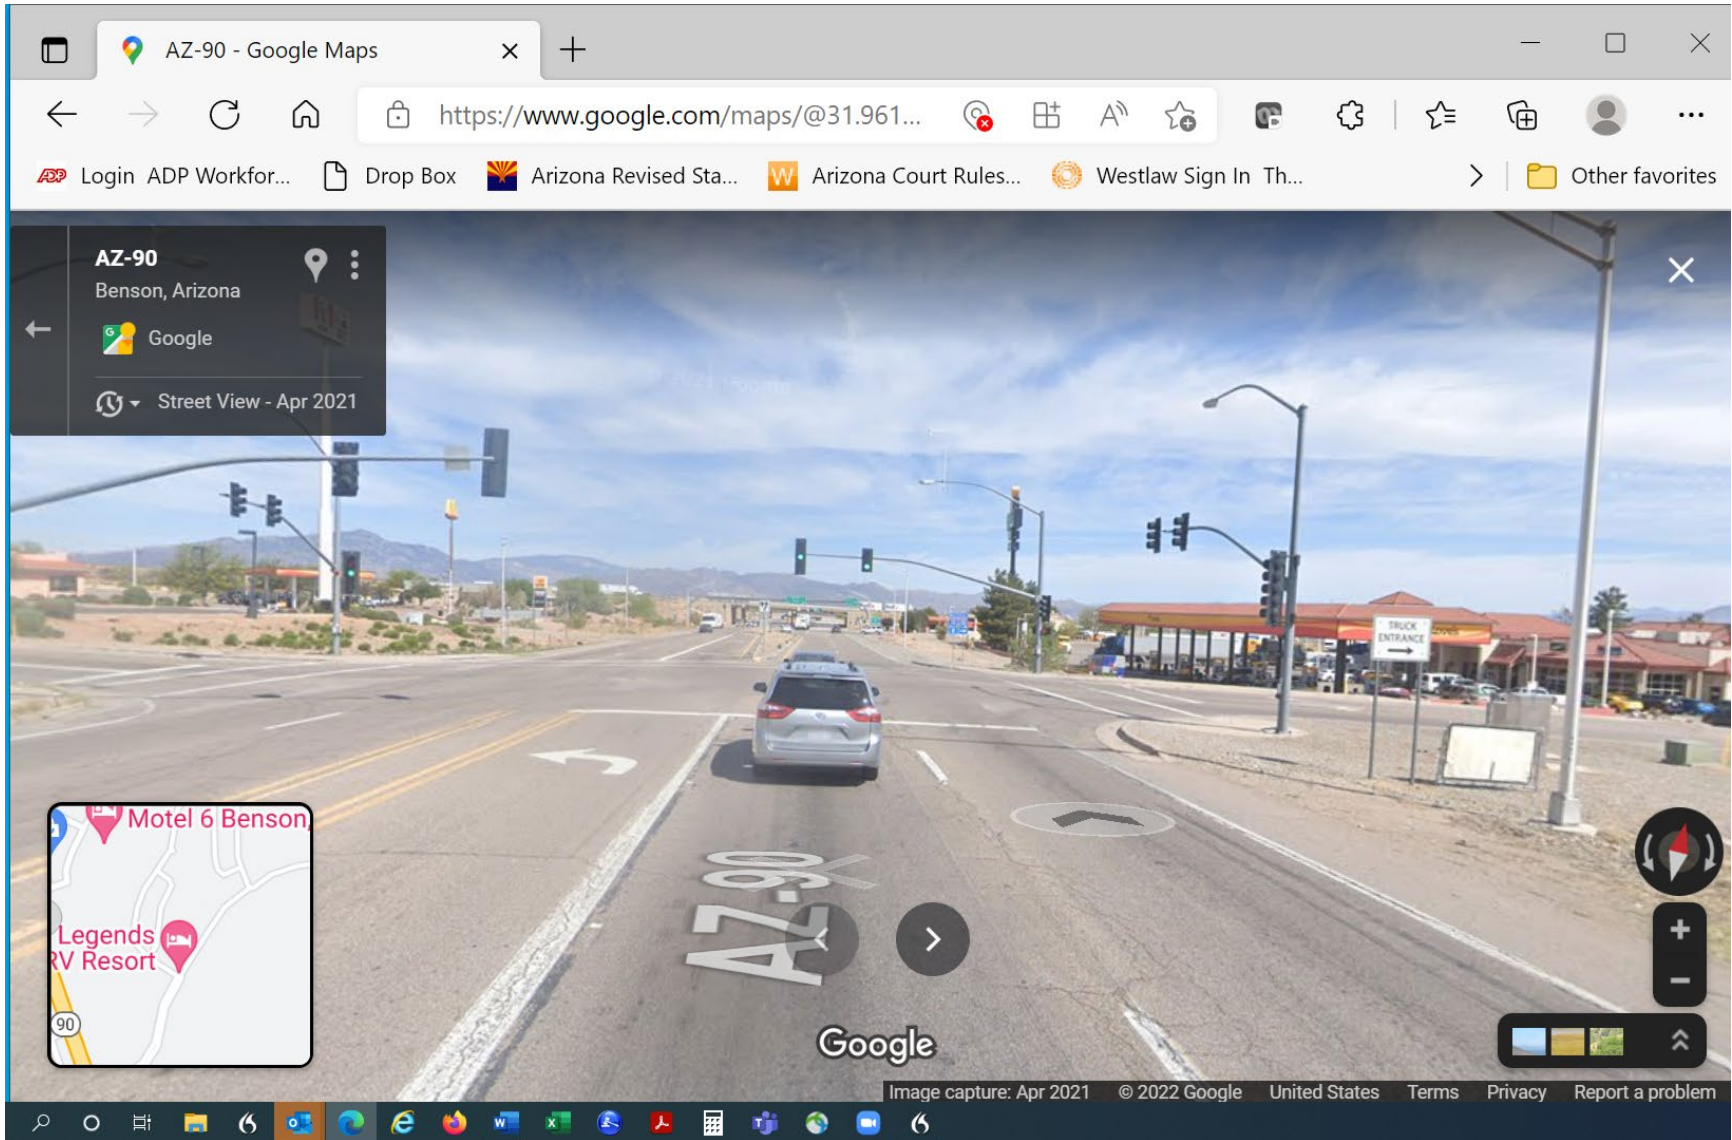 AZ-90 - Google Maps
https://www.google.com/maps/@31.961...
ADP Login ADP Workfor...
Drop Box
Arizona Revised Sta...
W Arizona Court Rules...
Westlaw Sign In Th...
Other favorites
AZ-90
Benson, Arizona
G Google
Street View - Apr 2021
TRUCK
ENTRANCE
Motel 6 Benson,
Legends
RV Resort
90
AZ-90
Google
Image capture: Apr 2021 © 2022 Google United States Terms Privacy Report a problem